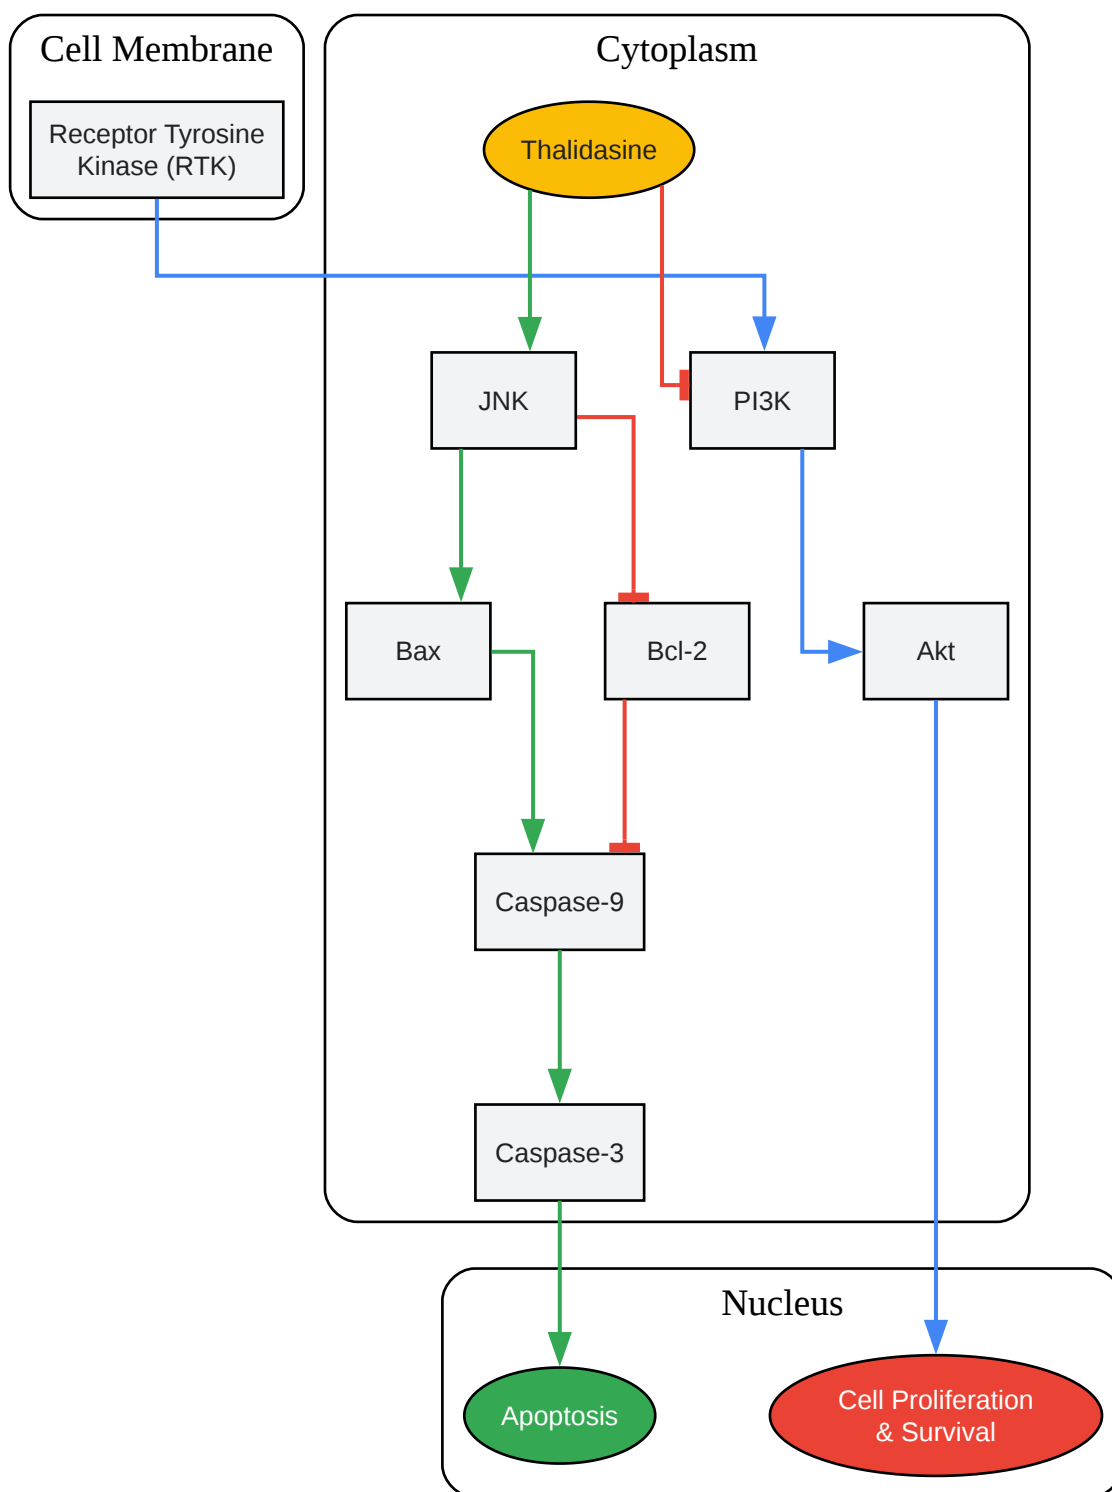 Cell Membrane
Receptor Tyrosine
Kinase (RTK)
Cytoplasm
Thalidasine
JNK
PI3K
Bax
Bcl-2
Akt
Caspase-9
Caspase-3
Nucleus
Apoptosis
Cell Proliferation
& Survival